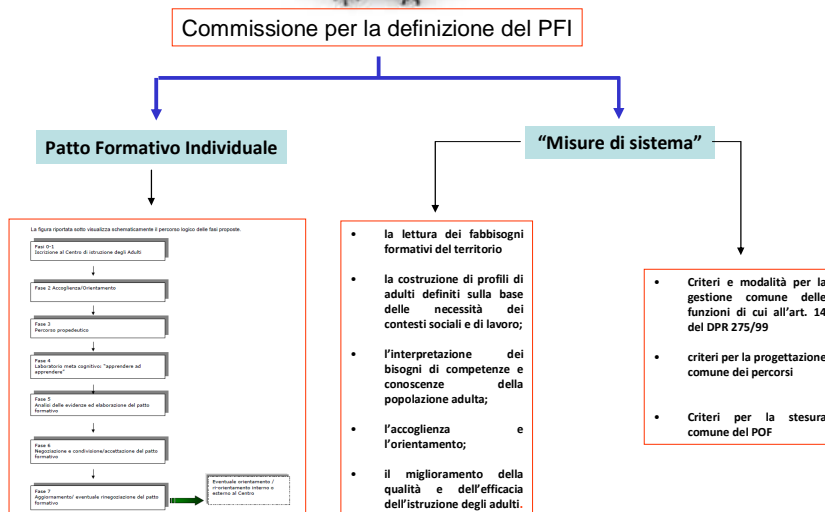 Commissione per la definizione del PFI
Patto Formativo Individuale
“Misure di sistema”
La figura riportata sotto visualizza schematicamente il percorso logico delle fasi proposte.
Fasi 0-1
Iscrizione al Centro di istruzione degli Adulti
Fase 2 Accoglienza/Orientamento
Fase 3
Percorso propedeutico
Fase 4
Laboratorio meta cognitivo: “apprendere ad
apprendere”
Fase 5
Analisi delle evidenze ed elaborazione del patto
formativo
Fase 6
Negoziazione e condivisione/accettazione del patto
formativo
Fase 7
Aggiornamento/ eventuale rinegoziazione del patto
formativo
Eventuale orientamento /
ri-orientamento interno o
esterno al Centro
• la lettura dei fabbisogni
formativi del territorio
• la costruzione di profili di
adulti definiti sulla base
delle necessità dei
contesti sociali e di lavoro;
• l’interpretazione dei
bisogni di competenze e
conoscenze della
popolazione adulta;
• l’accoglienza e
l’orientamento;
• il miglioramento della
qualità e dell’efficacia
dell’istruzione degli adulti.
• Criteri e modalità per la
gestione comune delle
funzioni di cui all’art. 14
del DPR 275/99
• criteri per la progettazione
comune dei percorsi
• Criteri per la stesura
comune del POF